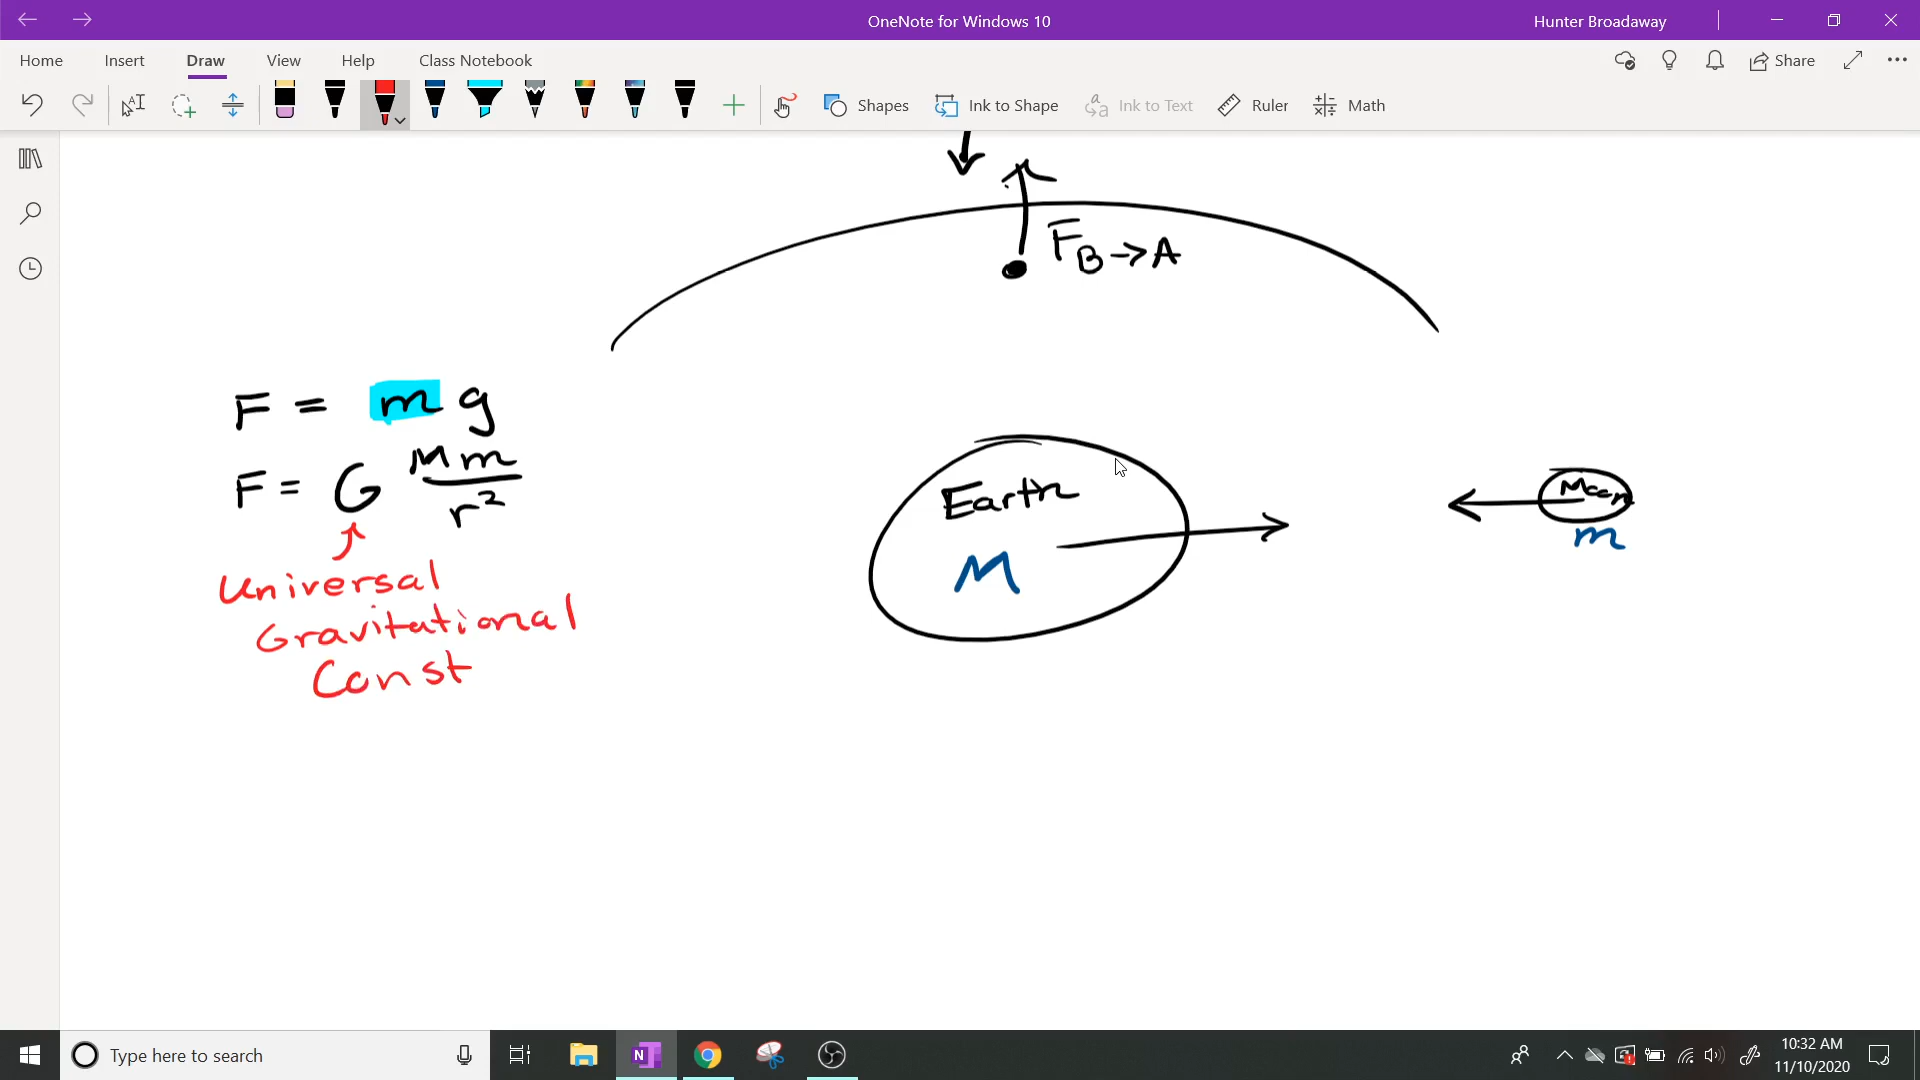 OneNote for Windows 10
Hunter Broadaway
Home Insert Draw View Help Class Notebook
Share
Shapes Ink to Shape Ink to Text Ruler Math
F B→A
F = m g
F = G Mm/r²
Universal
Gravitational
Const
Earth
M
Moon
m
Type here to search
10:32 AM
11/10/2020